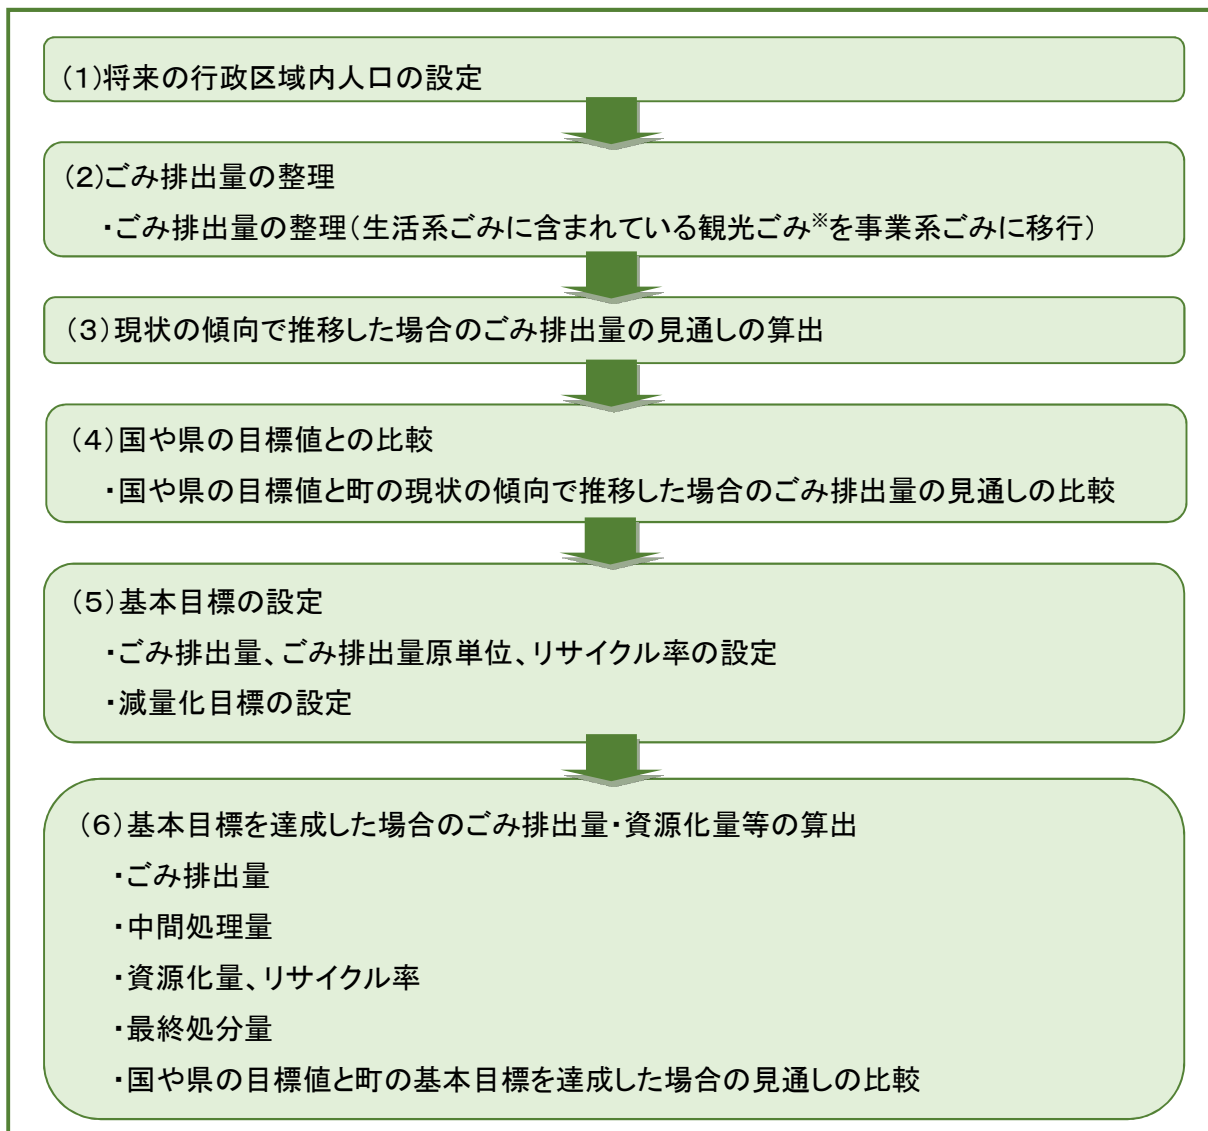 (1)将来の行政区域内人口の設定
(2)ごみ排出量の整理
・ごみ排出量の整理(生活系ごみに含まれている観光ごみ※を事業系ごみに移行)
(3)現状の傾向で推移した場合のごみ排出量の見通しの算出
(4)国や県の目標値との比較
・国や県の目標値と町の現状の傾向で推移した場合のごみ排出量の見通しの比較
(5)基本目標の設定
・ごみ排出量、ごみ排出量原単位、リサイクル率の設定
・減量化目標の設定
(6)基本目標を達成した場合のごみ排出量・資源化量等の算出
・ごみ排出量
・中間処理量
・資源化量、リサイクル率
・最終処分量
・国や県の目標値と町の基本目標を達成した場合の見通しの比較